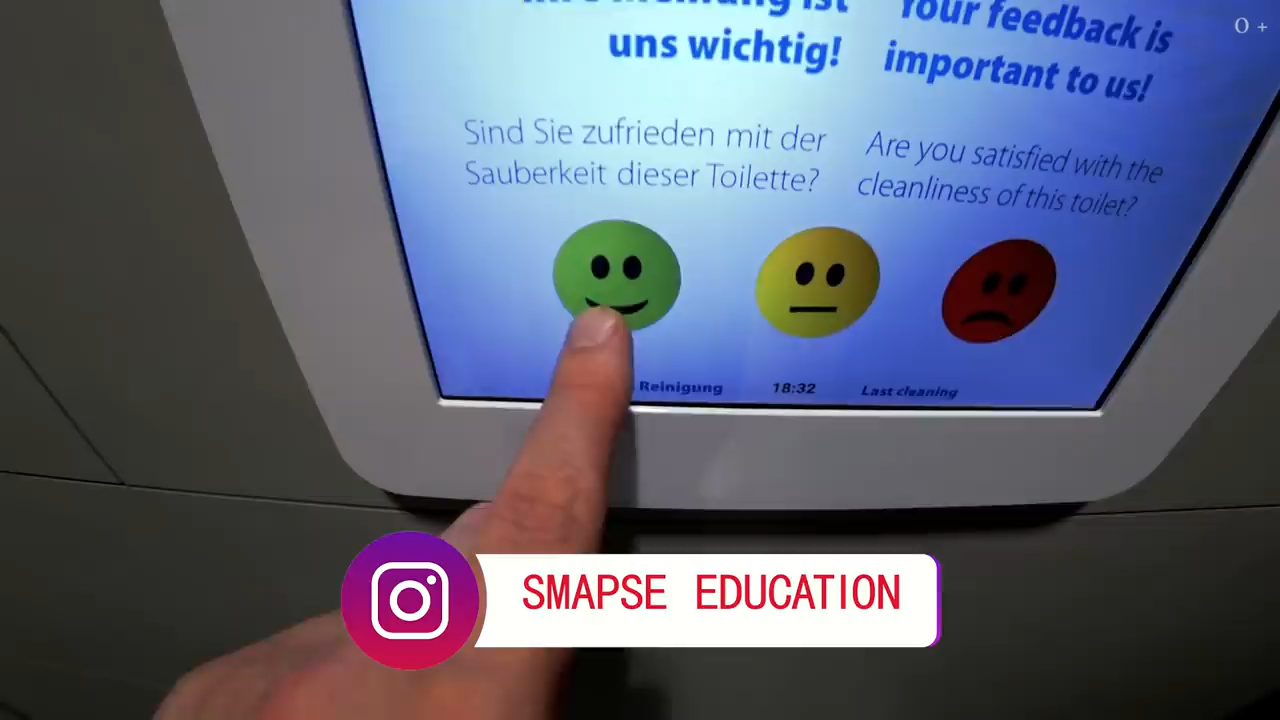 uns wichtig!
Your feedback is
important to us!
Sind Sie zufrieden mit der
Sauberkeit dieser Toilette?
Are you satisfied with the
cleanliness of this toilet?
Reinigung
18:32
Last cleaning
SMAPSE EDUCATION
0 +